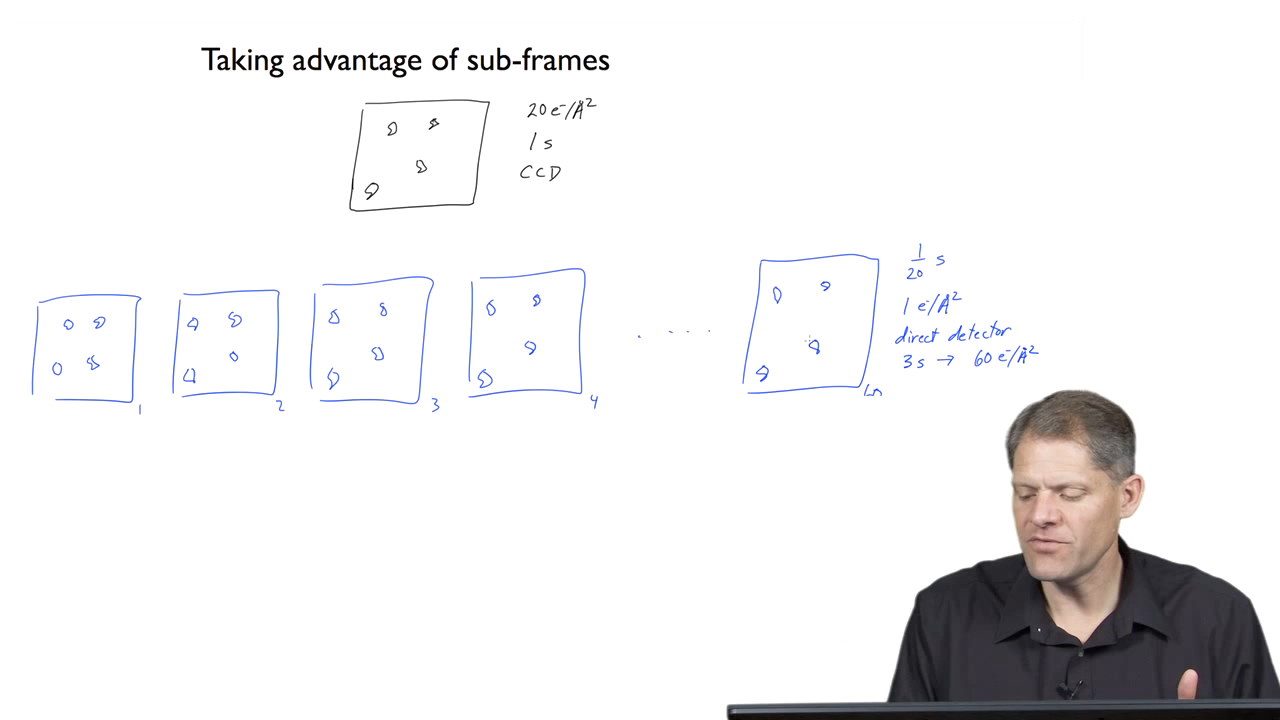 Taking advantage of sub-frames
20 e⁻/Å²
1 s
CCD
1/20 s
1 e⁻/Å²
direct detector
3 s → 60 e⁻/Å²
1
2
3
4